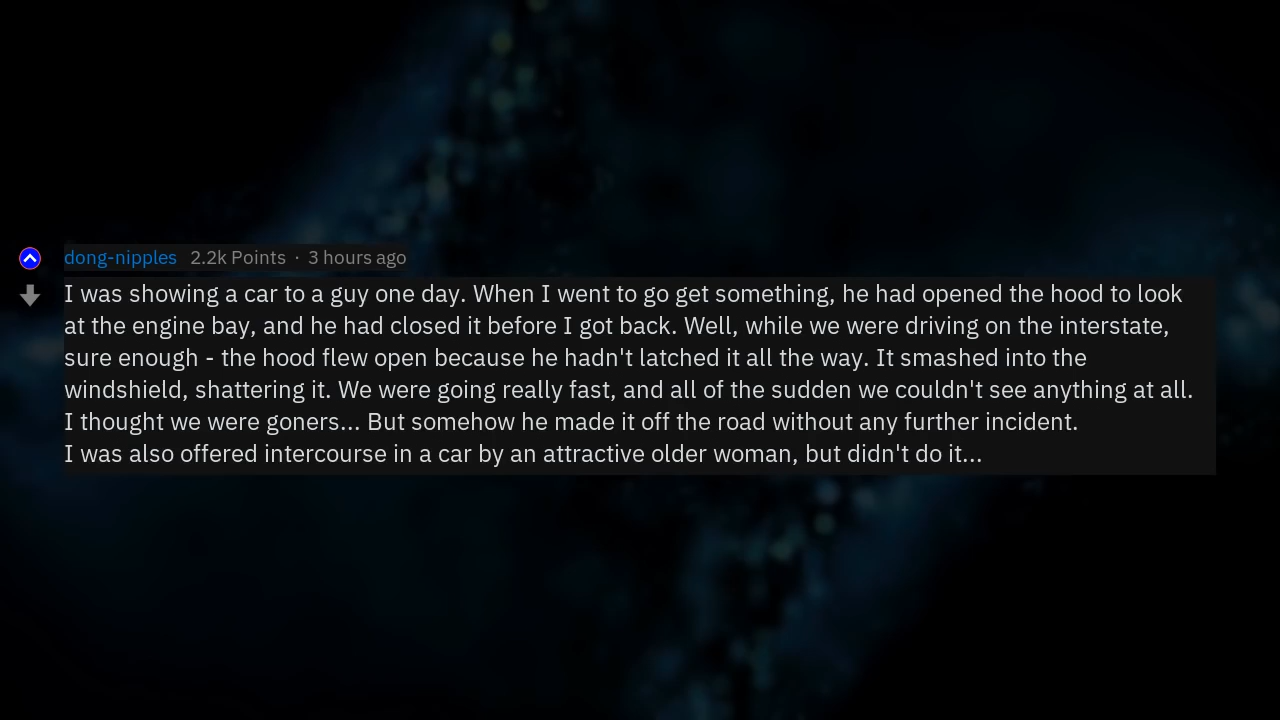 dong-nipples 2.2k Points · 3 hours ago
I was showing a car to a guy one day. When I went to go get something, he had opened the hood to look
at the engine bay, and he had closed it before I got back. Well, while we were driving on the interstate,
sure enough - the hood flew open because he hadn't latched it all the way. It smashed into the
windshield, shattering it. We were going really fast, and all of the sudden we couldn't see anything at all.
I thought we were goners... But somehow he made it off the road without any further incident.
I was also offered intercourse in a car by an attractive older woman, but didn't do it...